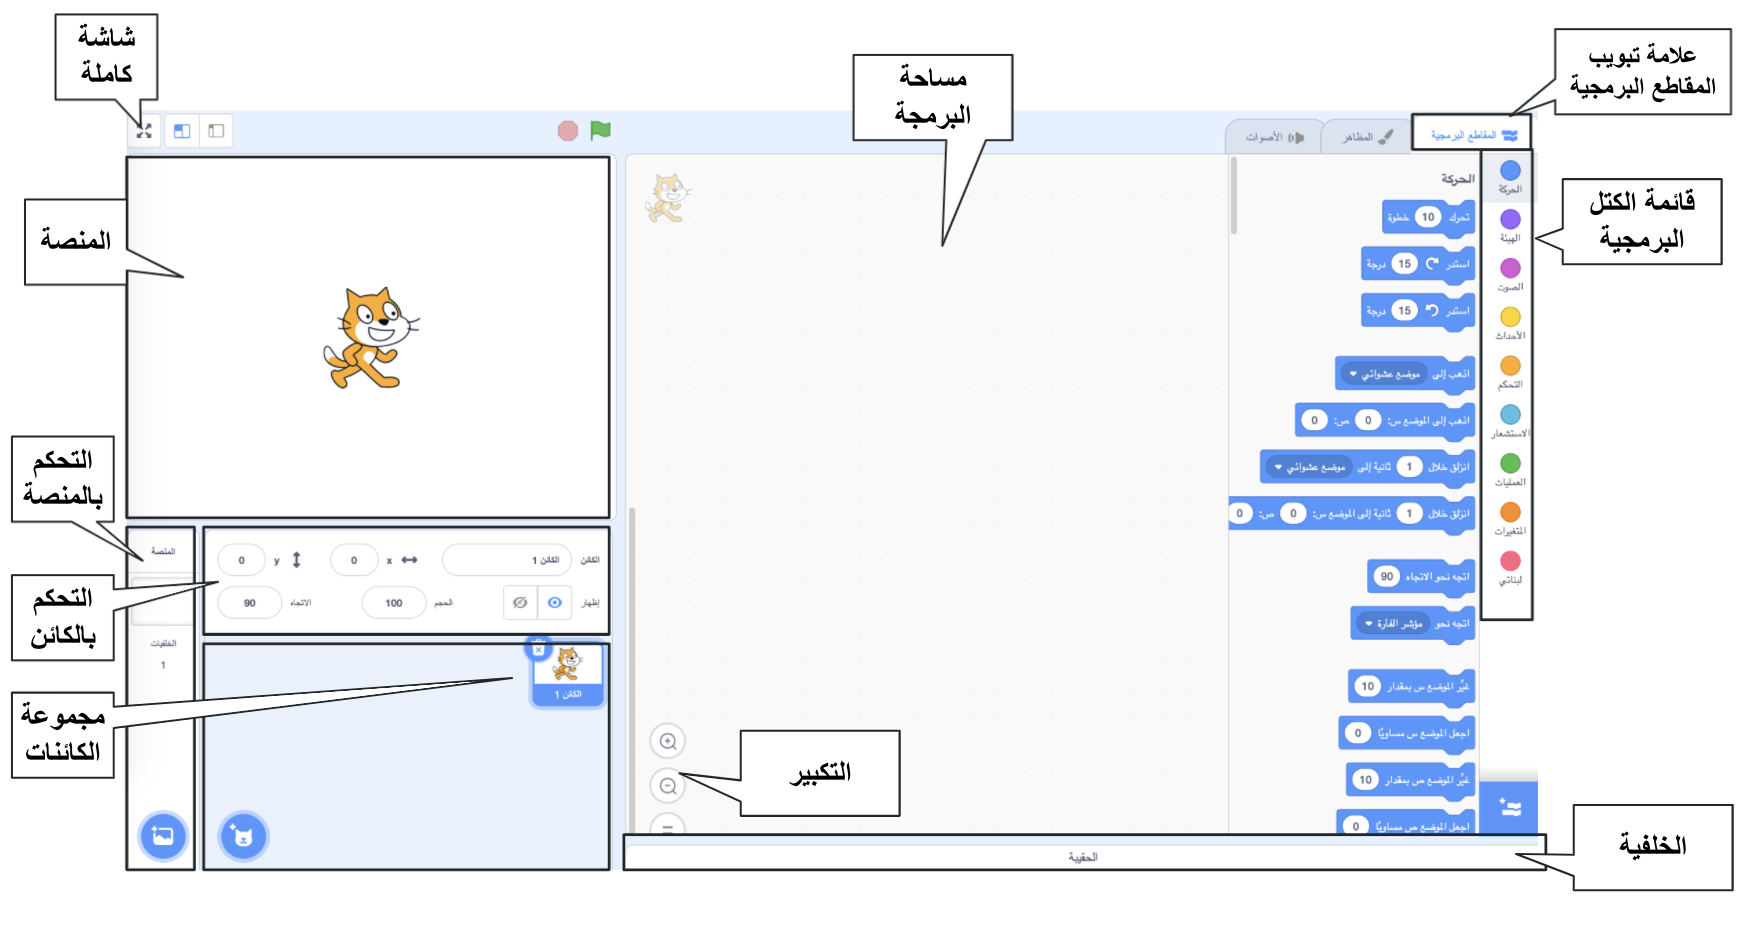 شاشة
كاملة
مساحة
البرمجة
علامة تبويب
المقاطع البرمجية
المقاطع البرمجية
المظاهر
الأصوات
قائمة الكتل
البرمجية
الحركة
الهيئة
الصوت
الأحداث
التحكم
الاستشعار
العمليات
المتغيرات
لبناتي
الحركة
تحرك 10 خطوة
استدر 15 درجة
استدر 15 درجة
اذهب إلى موضع عشوائي
اذهب إلى الموضع س: 0 ص: 0
انزلق خلال 1 ثانية إلى موضع عشوائي
انزلق خلال 1 ثانية إلى الموضع س: 0 ص: 0
اتجه نحو الاتجاه 90
اتجه نحو مؤشر الفأرة
غيِّر الموضع س بمقدار 10
اجعل الموضع س مساويًا 0
غيِّر الموضع ص بمقدار 10
اجعل الموضع ص مساويًا 0
المنصة
التحكم
بالمنصة
التحكم
بالكائن
مجموعة
الكائنات
الكائن الكائن 1 x 0 y 0
إظهار الحجم 100 الاتجاه 90
المنصة
الخلفيات
1
الكائن 1
التكبير
الحقيبة
الخلفية